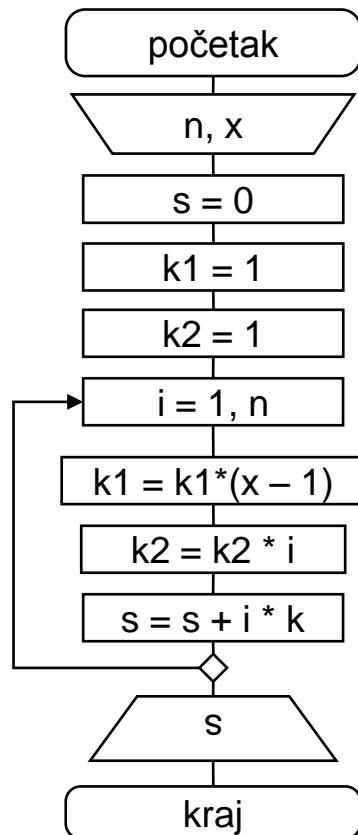 početak
n, x
s = 0
k1 = 1
k2 = 1
i = 1, n
k1 = k1*(x – 1)
k2 = k2 * i
s = s + i * k
s
kraj